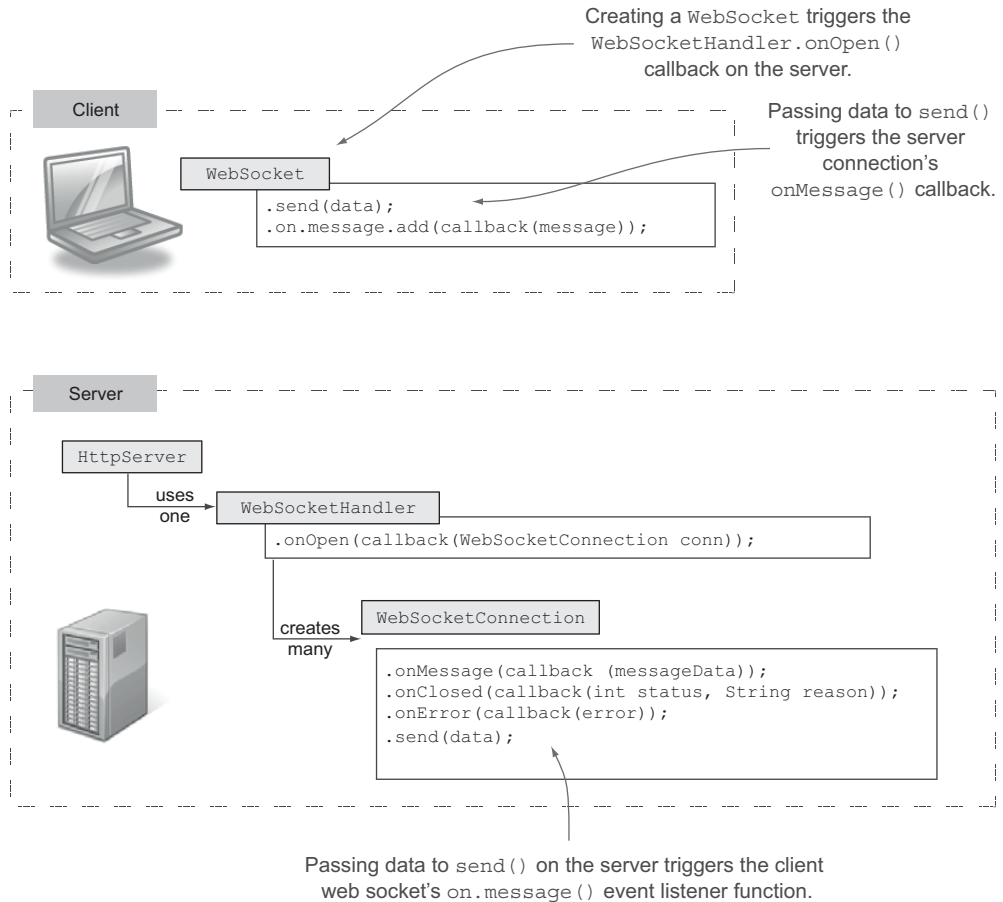 Creating a WebSocket triggers the
WebSocketHandler.onOpen()
callback on the server.
Client
Passing data to send()
triggers the server
connection's
onMessage() callback.
WebSocket
.send(data);
.on.message.add(callback(message));
Server
HttpServer
uses
one
WebSocketHandler
.onOpen(callback(WebSocketConnection conn));
creates
many
WebSocketConnection
.onMessage(callback (messageData));
.onClosed(callback(int status, String reason));
.onError(callback(error));
.send(data);
Passing data to send() on the server triggers the client
web socket's on.message() event listener function.